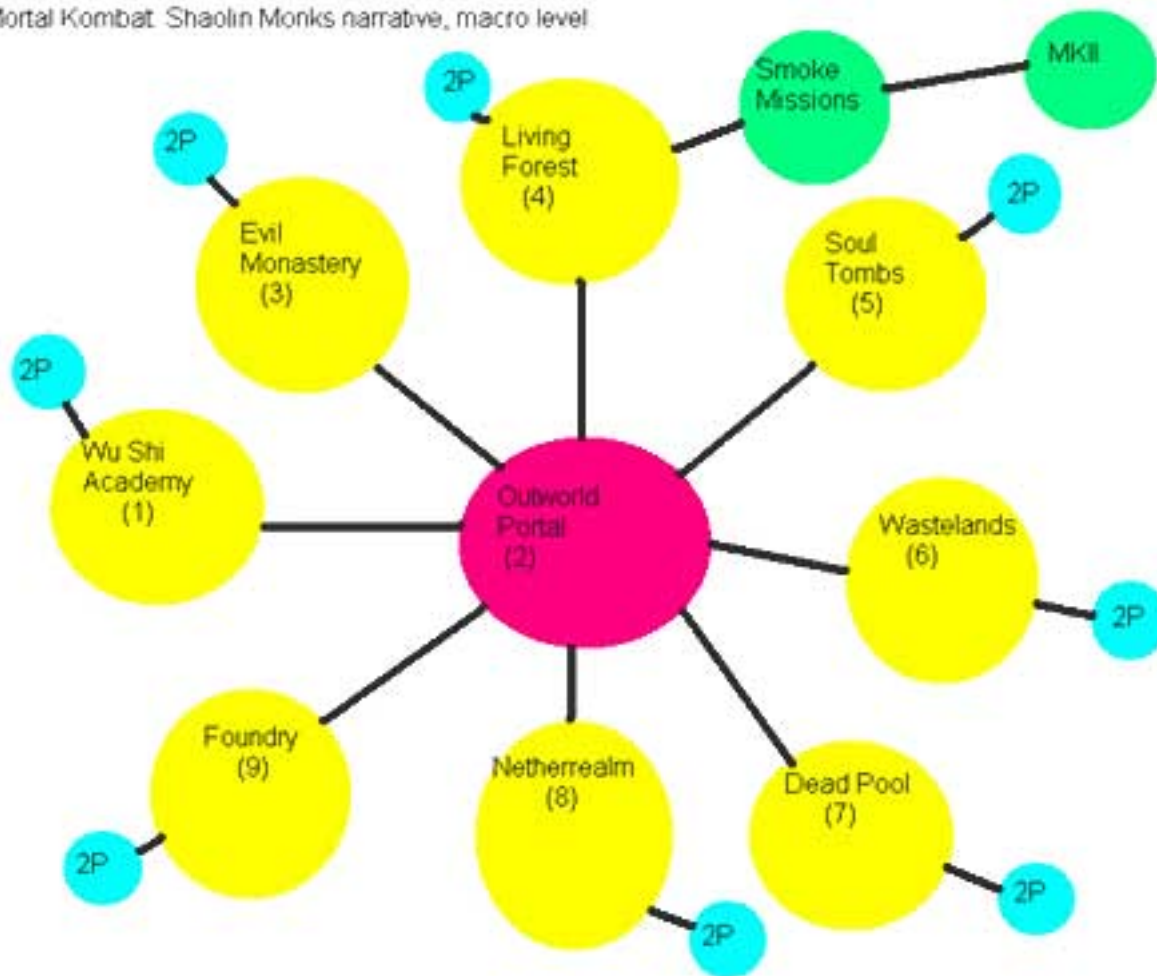 Mortal Kombat Shaolin Monks narrative, macro level
2P
Living
Forest
(4)
Smoke
Missions
MKII
2P
Evil
Monastery
(3)
Soul
Tombs
(5)
2P
2P
Wu Shi
Academy
(1)
Outworld
Portal
(2)
Wastelands
(6)
2P
Foundry
(9)
2P
Netherrealm
(8)
2P
Dead Pool
(7)
2P